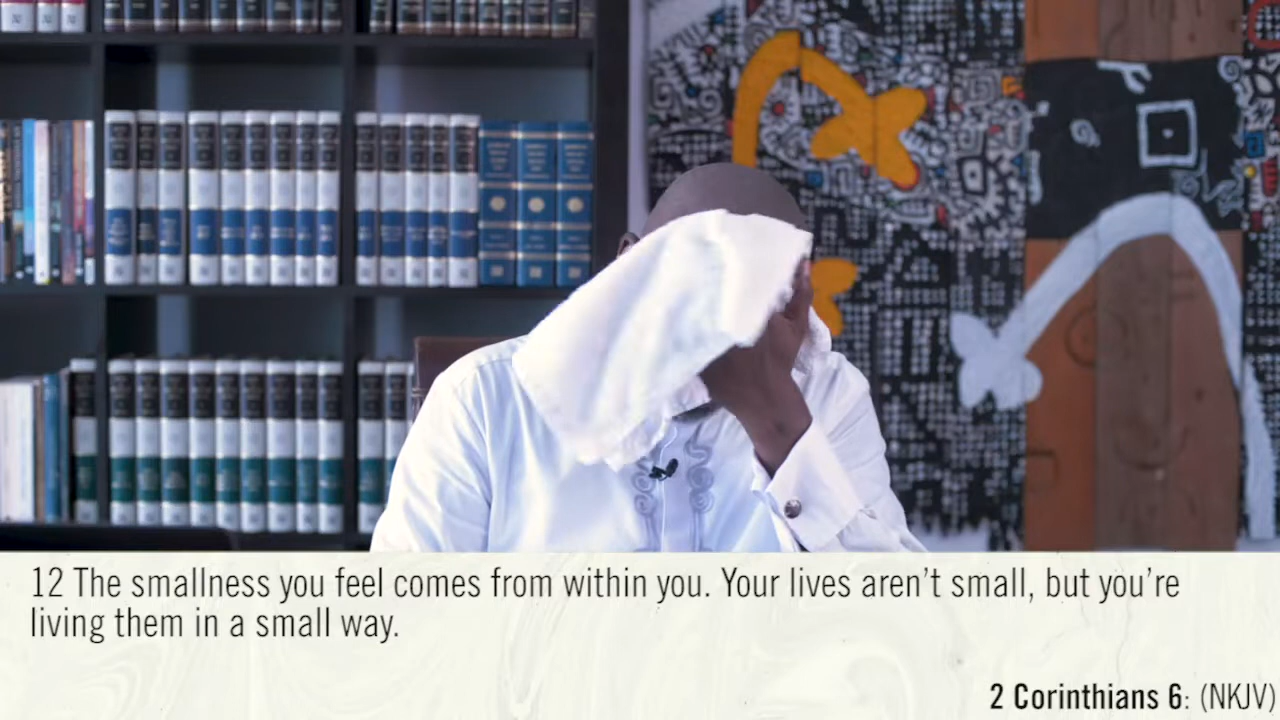 12 The smallness you feel comes from within you. Your lives aren’t small, but you’re
living them in a small way.
2 Corinthians 6: (NKJV)